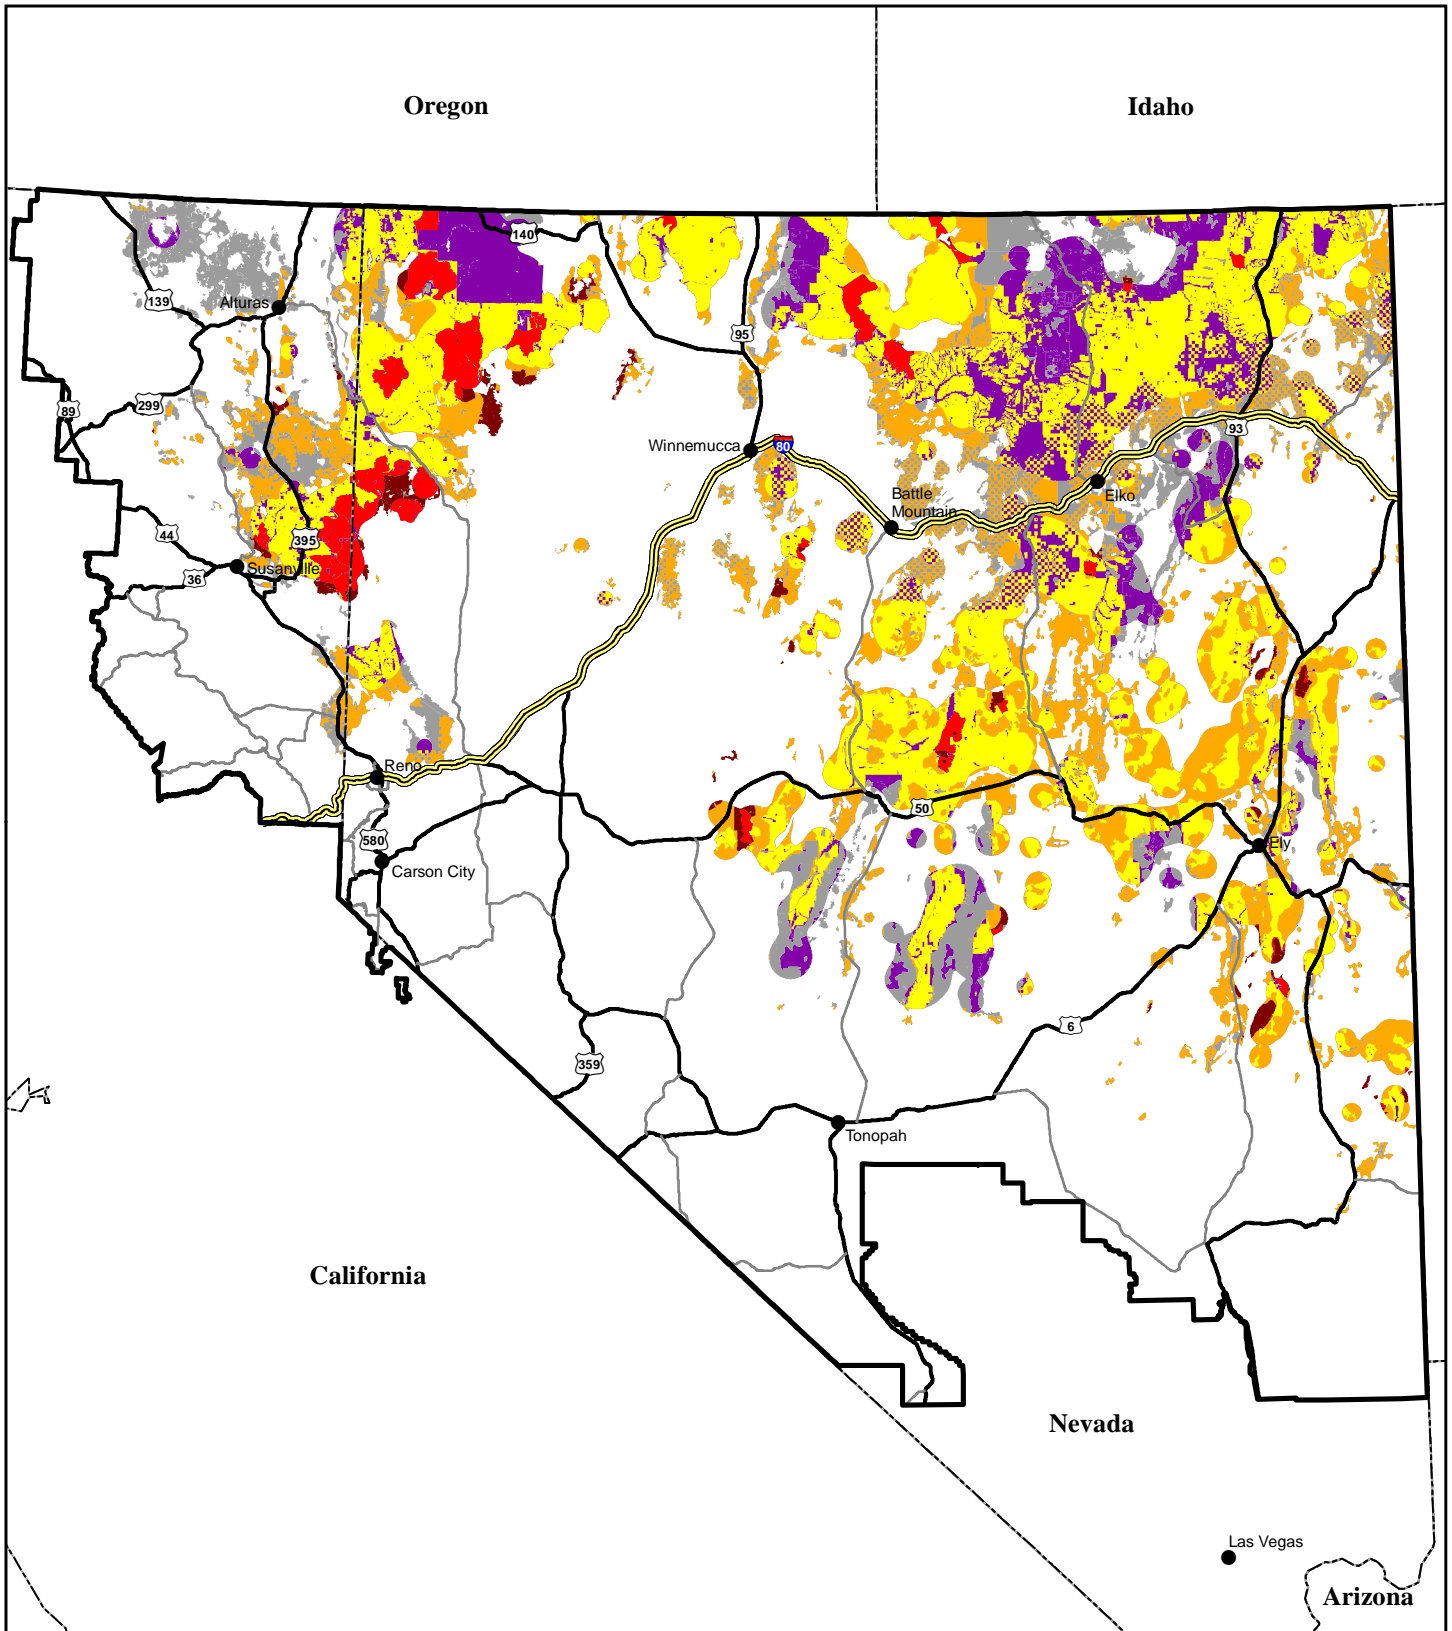 Oregon
Idaho
140
139
Alturas
95
299
89
93
Winnemucca
80
Elko
Battle
Mountain
44
395
Susanville
36
Reno
50
580
Ely
Carson City
6
359
Tonopah
California
Nevada
Las Vegas
Arizona